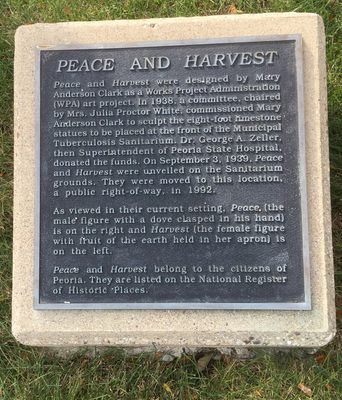 PEACE AND HARVEST
Peace and Harvest were designed by Mary
Anderson Clark as a Works Project Administration
(WPA) art project. In 1938, a committee, chaired
by Mrs. Julia Proctor White, commissioned Mary
Anderson Clark to sculpt the eight-foot limestone
statues to be placed at the front of the Municipal
Tuberculosis Sanitarium. Dr. George A. Zeller,
then Superintendent of Peoria State Hospital,
donated the funds. On September 3, 1939, Peace
and Harvest were unveiled on the Sanitarium
grounds. They were moved to this location,
a public right-of-way, in 1992.
As viewed in their current setting, Peace, (the
male figure with a dove clasped in his hand)
is on the right and Harvest (the female figure
with fruit of the earth held in her apron) is
on the left.
Peace and Harvest belong to the citizens of
Peoria. They are listed on the National Register
of Historic Places.